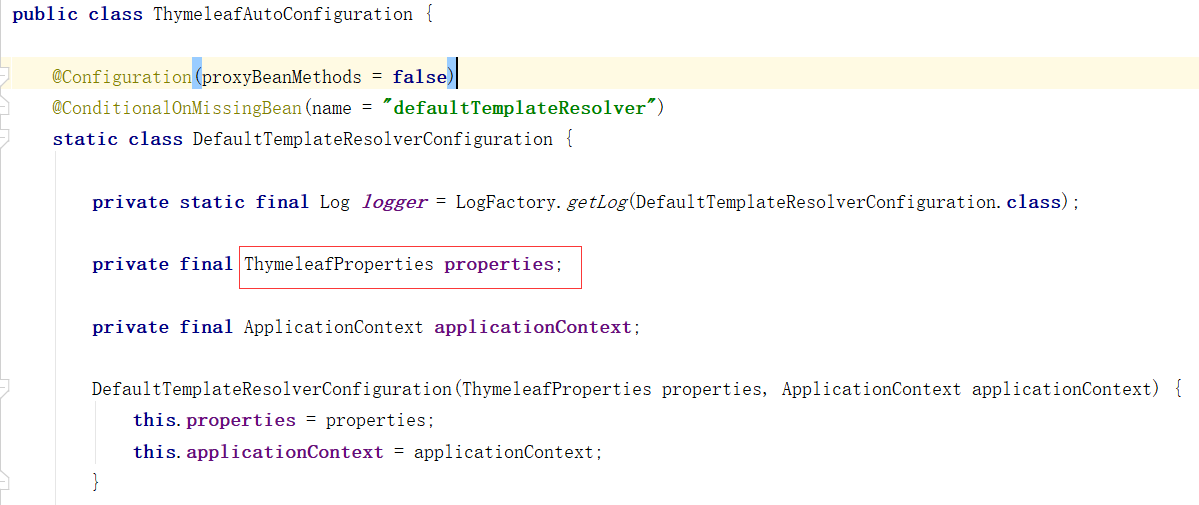 public class ThymeleafAutoConfiguration {
@Configuration(proxyBeanMethods = false)
@ConditionalOnMissingBean(name = "defaultTemplateResolver")
static class DefaultTemplateResolverConfiguration {
private static final Log logger = LogFactory.getLog(DefaultTemplateResolverConfiguration.class);
private final ThymeleafProperties properties;
private final ApplicationContext applicationContext;
DefaultTemplateResolverConfiguration(ThymeleafProperties properties, ApplicationContext applicationContext) {
this.properties = properties;
this.applicationContext = applicationContext;
}